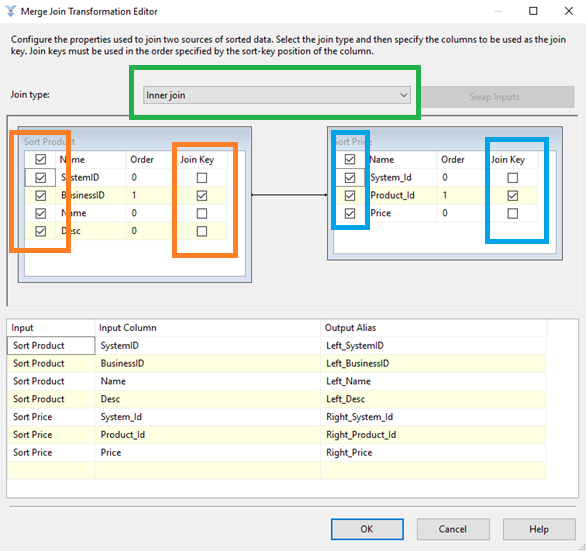 Merge Join Transformation Editor
Configure the properties used to join two sources of sorted data. Select the join type and then specify the columns to be used as the join
key. Join keys must be used in the order specified by the sort-key position of the column.
Join type: Inner join Swap Inputs
Sort Product Sort Price
Name Order Join Key Name Order Join Key
SystemID 0 System_Id 0
BusinessID 1 Product_Id 1
Name 0 Price 0
Desc 0
Input Input Column Output Alias
Sort Product SystemID Left_SystemID
Sort Product BusinessID Left_BusinessID
Sort Product Name Left_Name
Sort Product Desc Left_Desc
Sort Price System_Id Right_System_Id
Sort Price Product_Id Right_Product_Id
Sort Price Price Right_Price
OK Cancel Help